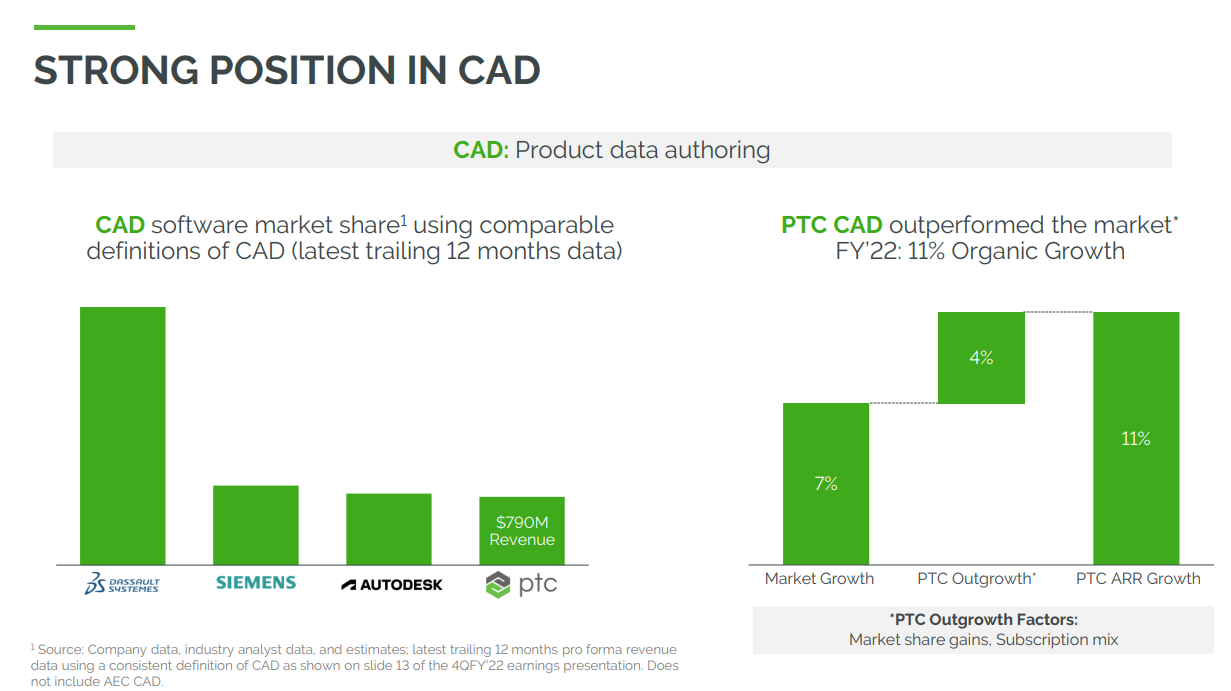 STRONG POSITION IN CAD
CAD: Product data authoring
CAD software market share¹ using comparable
definitions of CAD (latest trailing 12 months data)
$790M
Revenue
DASSAULT
SYSTEMES
SIEMENS
AUTODESK
ptc
¹ Source: Company data, industry analyst data, and estimates; latest trailing 12 months pro forma revenue
data using a consistent definition of CAD as shown on slide 13 of the 4QFY'22 earnings presentation. Does
not include AEC CAD.
PTC CAD outperformed the market*
FY'22: 11% Organic Growth
7%
4%
11%
Market Growth
PTC Outgrowth*
PTC ARR Growth
*PTC Outgrowth Factors:
Market share gains, Subscription mix